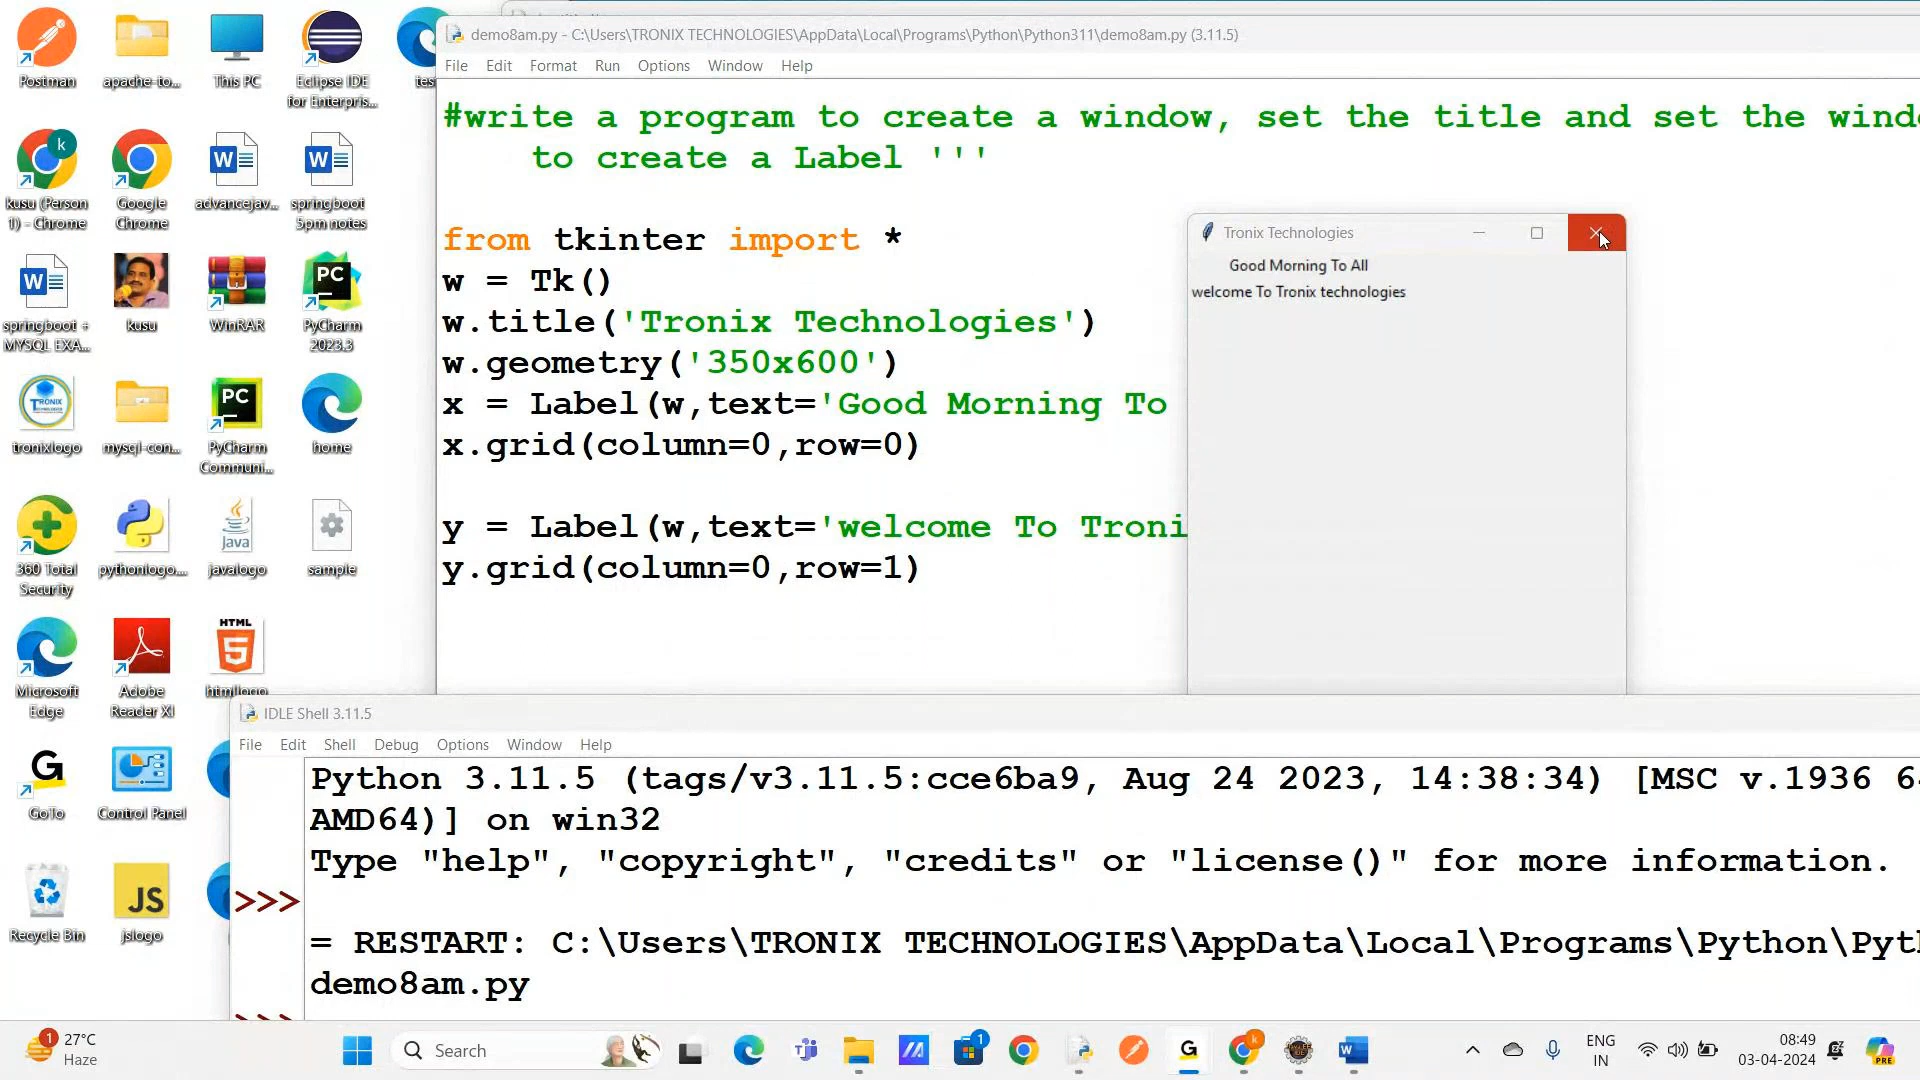 Postman
apache-to...
This PC
Eclipse IDE
for Enterpris...
tes
kusu (Person
1) - Chrome
Google
Chrome
advancejav...
springboot
5pm notes
springboot +
MYSQL EXA...
kusu
WinRAR
PyCharm
2023.3
tronixlogo
mysql-con...
PyCharm
Communi...
home
360 Total
Security
pythonlogo....
javalogo
sample
Microsoft
Edge
Adobe
Reader XI
htmllogo
GoTo
Control Panel
Recycle Bin
jslogo
demo8am.py - C:\Users\TRONIX TECHNOLOGIES\AppData\Local\Programs\Python\Python311\demo8am.py (3.11.5)
File Edit Format Run Options Window Help
#write a program to create a window, set the title and set the windo
to create a Label '''
from tkinter import *
w = Tk()
w.title('Tronix Technologies')
w.geometry('350x600')
x = Label(w,text='Good Morning To
x.grid(column=0,row=0)
y = Label(w,text='welcome To Troni
y.grid(column=0,row=1)
Tronix Technologies
Good Morning To All
welcome To Tronix technologies
IDLE Shell 3.11.5
File Edit Shell Debug Options Window Help
Python 3.11.5 (tags/v3.11.5:cce6ba9, Aug 24 2023, 14:38:34) [MSC v.1936 6
AMD64)] on win32
Type "help", "copyright", "credits" or "license()" for more information.
>>>
= RESTART: C:\Users\TRONIX TECHNOLOGIES\AppData\Local\Programs\Python\Pyth
demo8am.py
>>>
27°C
Haze
Search
ENG
IN
08:49
03-04-2024